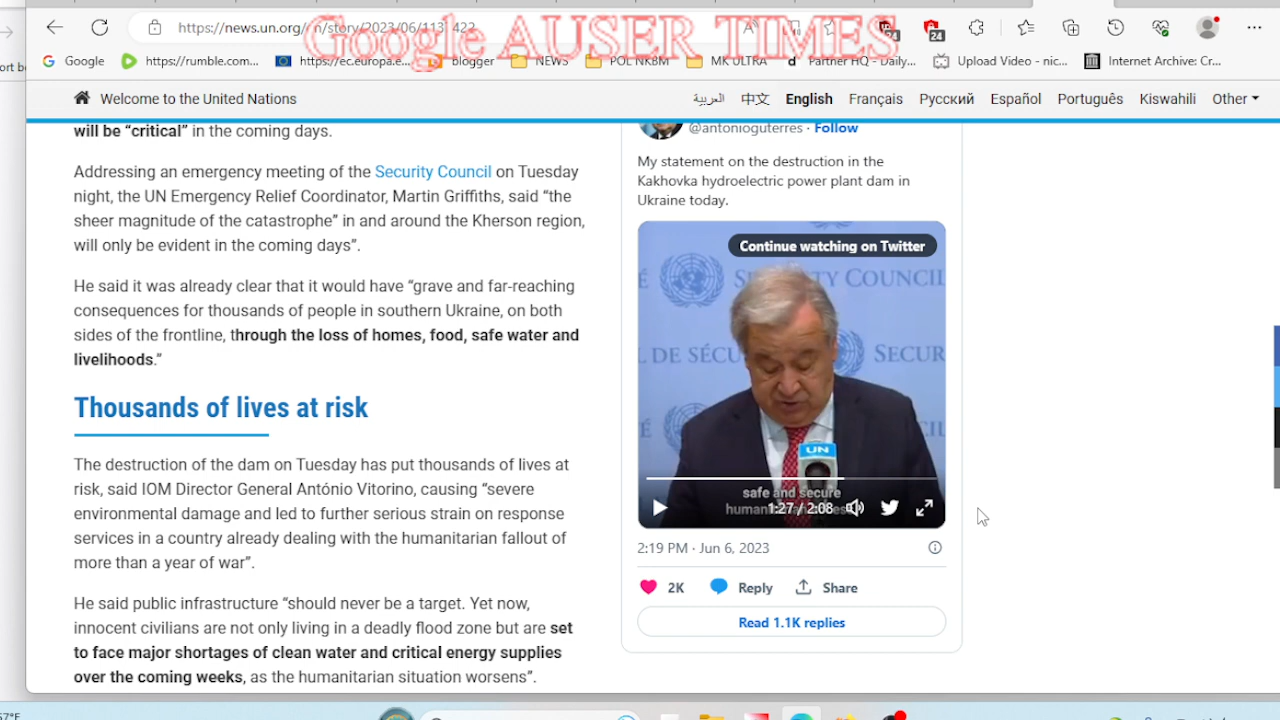 https://news.un.org/en/story/2023/06/1137422
Google AUSER TIMES
24
24
ort be
Google
https://rumble.com...
https://ec.europa.e...
blogger
NEWS
POL NK8M
MK ULTRA
Partner HQ - Daily...
Upload Video - nic...
Internet Archive: Cr...
Welcome to the United Nations
العربية
中文
English
Français
Русский
Español
Português
Kiswahili
Other
will be “critical” in the coming days.
Addressing an emergency meeting of the Security Council on Tuesday
night, the UN Emergency Relief Coordinator, Martin Griffiths, said “the
sheer magnitude of the catastrophe” in and around the Kherson region,
will only be evident in the coming days”.
He said it was already clear that it would have “grave and far-reaching
consequences for thousands of people in southern Ukraine, on both
sides of the frontline, through the loss of homes, food, safe water and
livelihoods.”
Thousands of lives at risk
The destruction of the dam on Tuesday has put thousands of lives at
risk, said IOM Director General António Vitorino, causing “severe
environmental damage and led to further serious strain on response
services in a country already dealing with the humanitarian fallout of
more than a year of war”.
He said public infrastructure “should never be a target. Yet now,
innocent civilians are not only living in a deadly flood zone but are set
to face major shortages of clean water and critical energy supplies
over the coming weeks, as the humanitarian situation worsens”.
@antonioguterres · Follow
My statement on the destruction in the
Kakhovka hydroelectric power plant dam in
Ukraine today.
Continue watching on Twitter
SECURITY COUNCIL
L DE SÉCU
SECUR
UN
safe and secure
1:27 / 2:08
2:19 PM · Jun 6, 2023
2K
Reply
Share
Read 1.1K replies
57°F